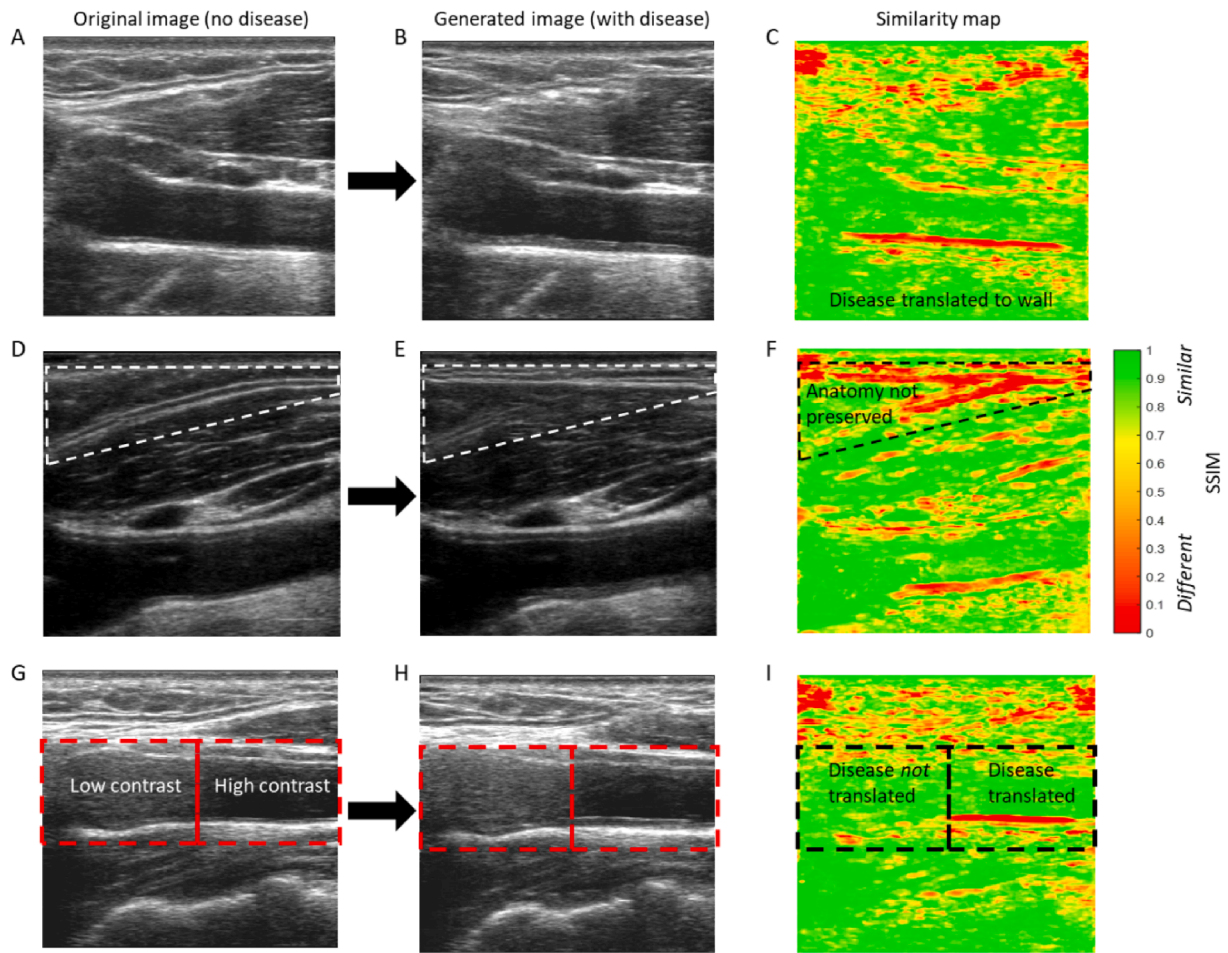 Original image (no disease)
Generated image (with disease)
Similarity map
A
B
C
Disease translated to wall
D
E
F
Anatomy not
preserved
1
0.9
0.8
0.7
0.6
0.5
0.4
0.3
0.2
0.1
0
Similar
Different
SSIM
G
H
I
Low contrast
High contrast
Disease not
translated
Disease
translated